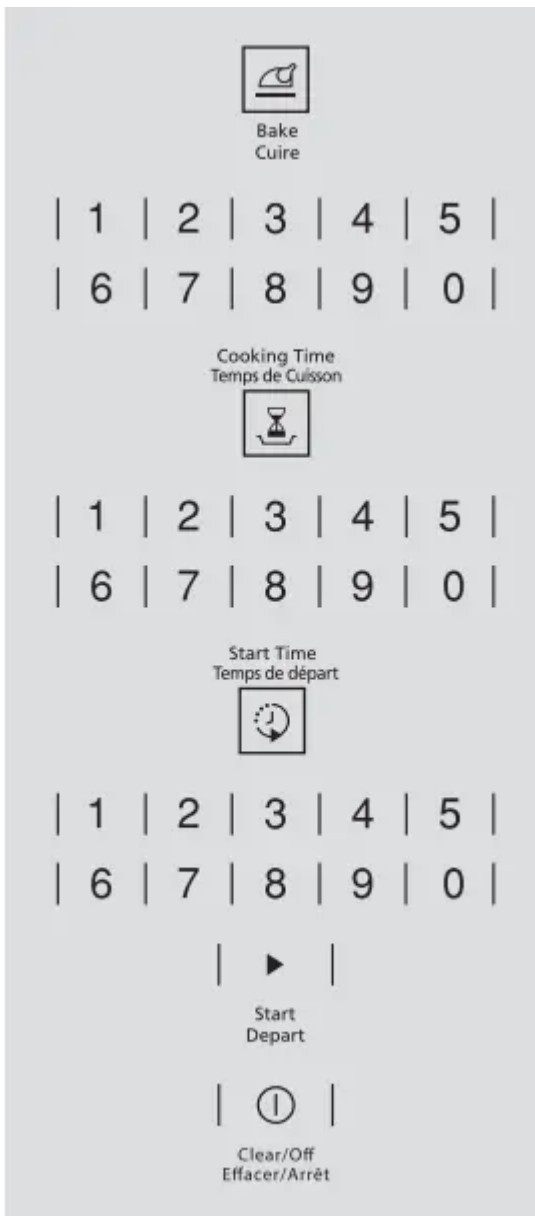 Bake
Cuire
| 1 | 2 | 3 | 4 | 5 |
| 6 | 7 | 8 | 9 | 0 |
Cooking Time
Temps de Cuisson
| 1 | 2 | 3 | 4 | 5 |
| 6 | 7 | 8 | 9 | 0 |
Start Time
Temps de départ
| 1 | 2 | 3 | 4 | 5 |
| 6 | 7 | 8 | 9 | 0 |
Start
Depart
Clear/Off
Effacer/Arrêt